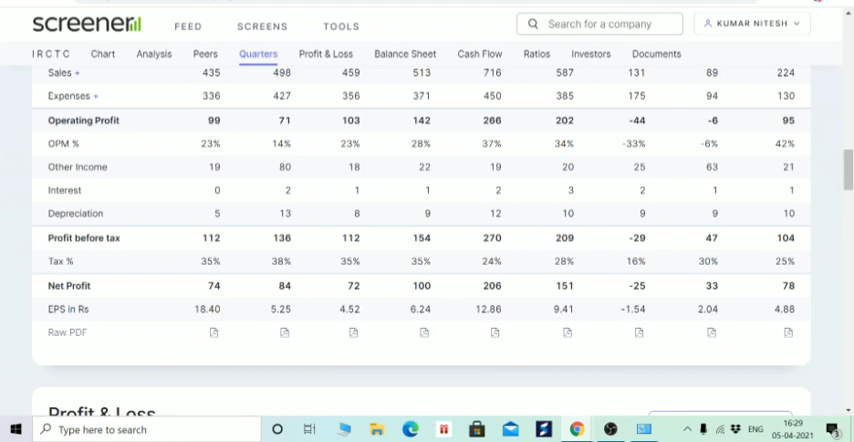 screener
FEED SCREENS TOOLS
Search for a company
KUMAR NITESH
IRCTC Chart Analysis Peers Quarters Profit & Loss Balance Sheet Cash Flow Ratios Investors Documents
Sales + 435 498 459 513 716 587 131 89 224
Expenses + 336 427 356 371 450 385 175 94 130
Operating Profit 99 71 103 142 266 202 -44 -6 95
OPM % 23% 14% 23% 28% 37% 34% -33% -6% 42%
Other Income 19 80 18 22 19 20 25 63 21
Interest 0 2 1 1 2 3 2 1 1
Depreciation 5 13 8 9 12 10 9 9 10
Profit before tax 112 136 112 154 270 209 -29 47 104
Tax % 35% 38% 35% 35% 24% 28% 16% 30% 25%
Net Profit 74 84 72 100 206 151 -25 33 78
EPS in Rs 18.40 5.25 4.52 6.24 12.86 9.41 -1.54 2.04 4.88
Raw PDF
Profit & Loss
Type here to search
ENG
16:29
05-04-2021
3